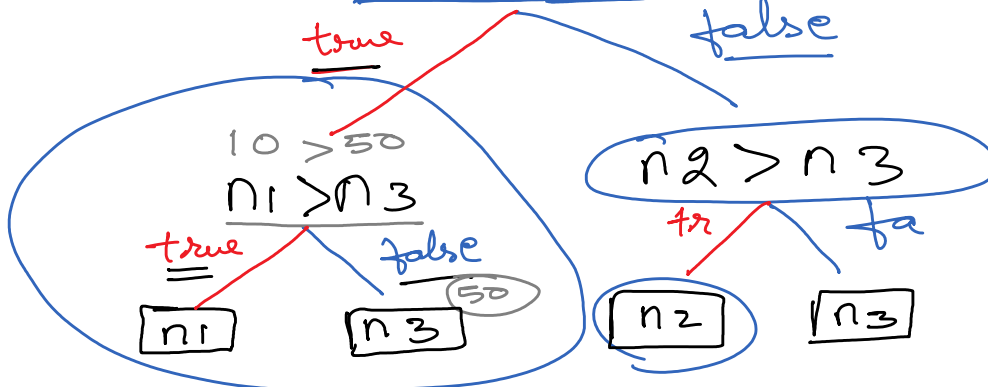 true false
10 > 50
n1 > n3 n2 > n3
true false tr fa
50
n1 n3 n2 n3